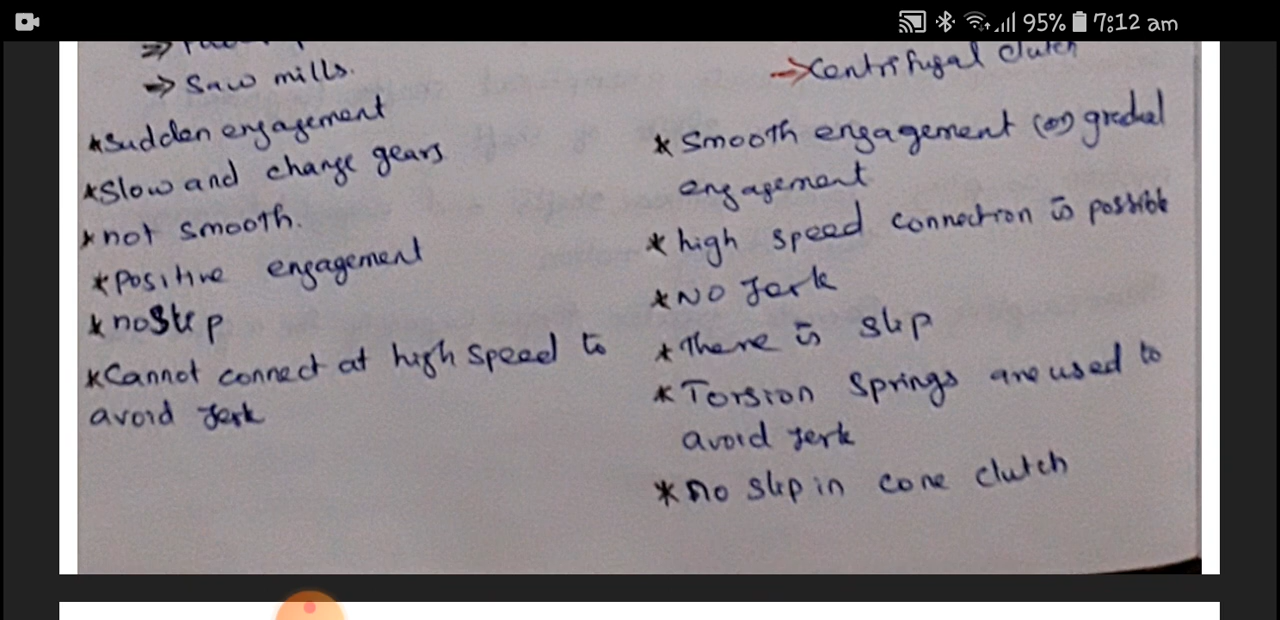 95% 7:12 am
→ Saw mills.
* Sudden engagement
* Slow and change gears
* not smooth.
* Positive engagement
* no Slip
* Cannot connect at high speed to
avoid Jerk
→ Centrifugal clutch
* Smooth engagement (or) gradual
engagement
* high speed connection is possible
* No Jerk
* There is slip
* Torsion springs are used to
avoid Jerk
* no slip in cone clutch